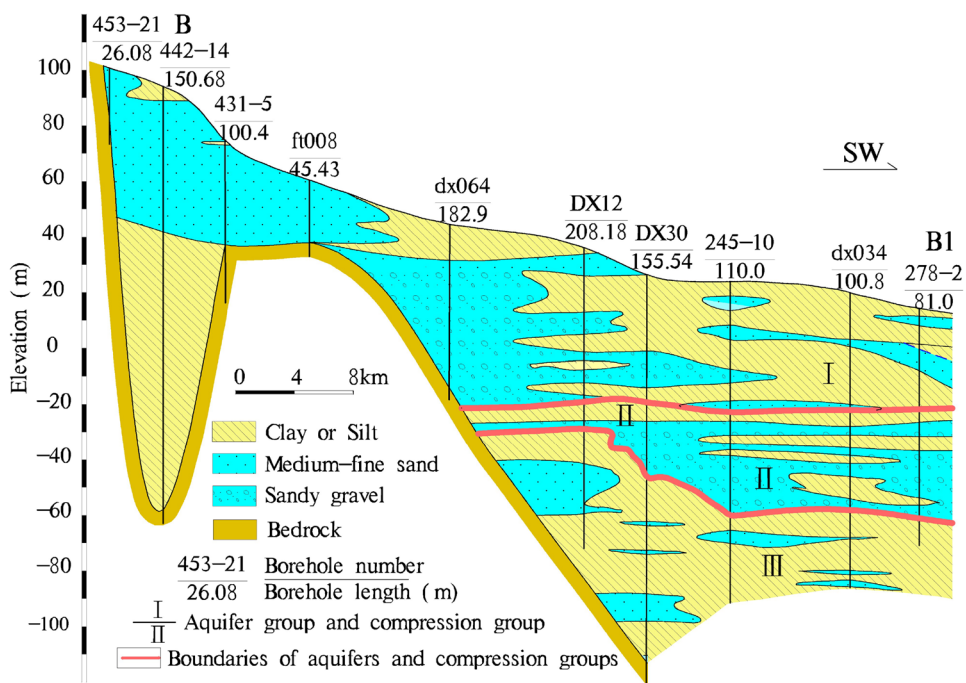 453-21
26.08
B
442-14
150.68
431-5
100.4
ft008
45.43
dx064
182.9
DX12
208.18
DX30
155.54
245-10
110.0
dx034
100.8
B1
278-2
81.0
SW
Elevation (m)
100
80
60
40
20
0
-20
-40
-60
-80
-100
0 4 8km
I
II
II
III
Clay or Silt
Medium-fine sand
Sandy gravel
Bedrock
453-21 Borehole number
26.08 Borehole length (m)
I
II Aquifer group and compression group
Boundaries of aquifers and compression groups